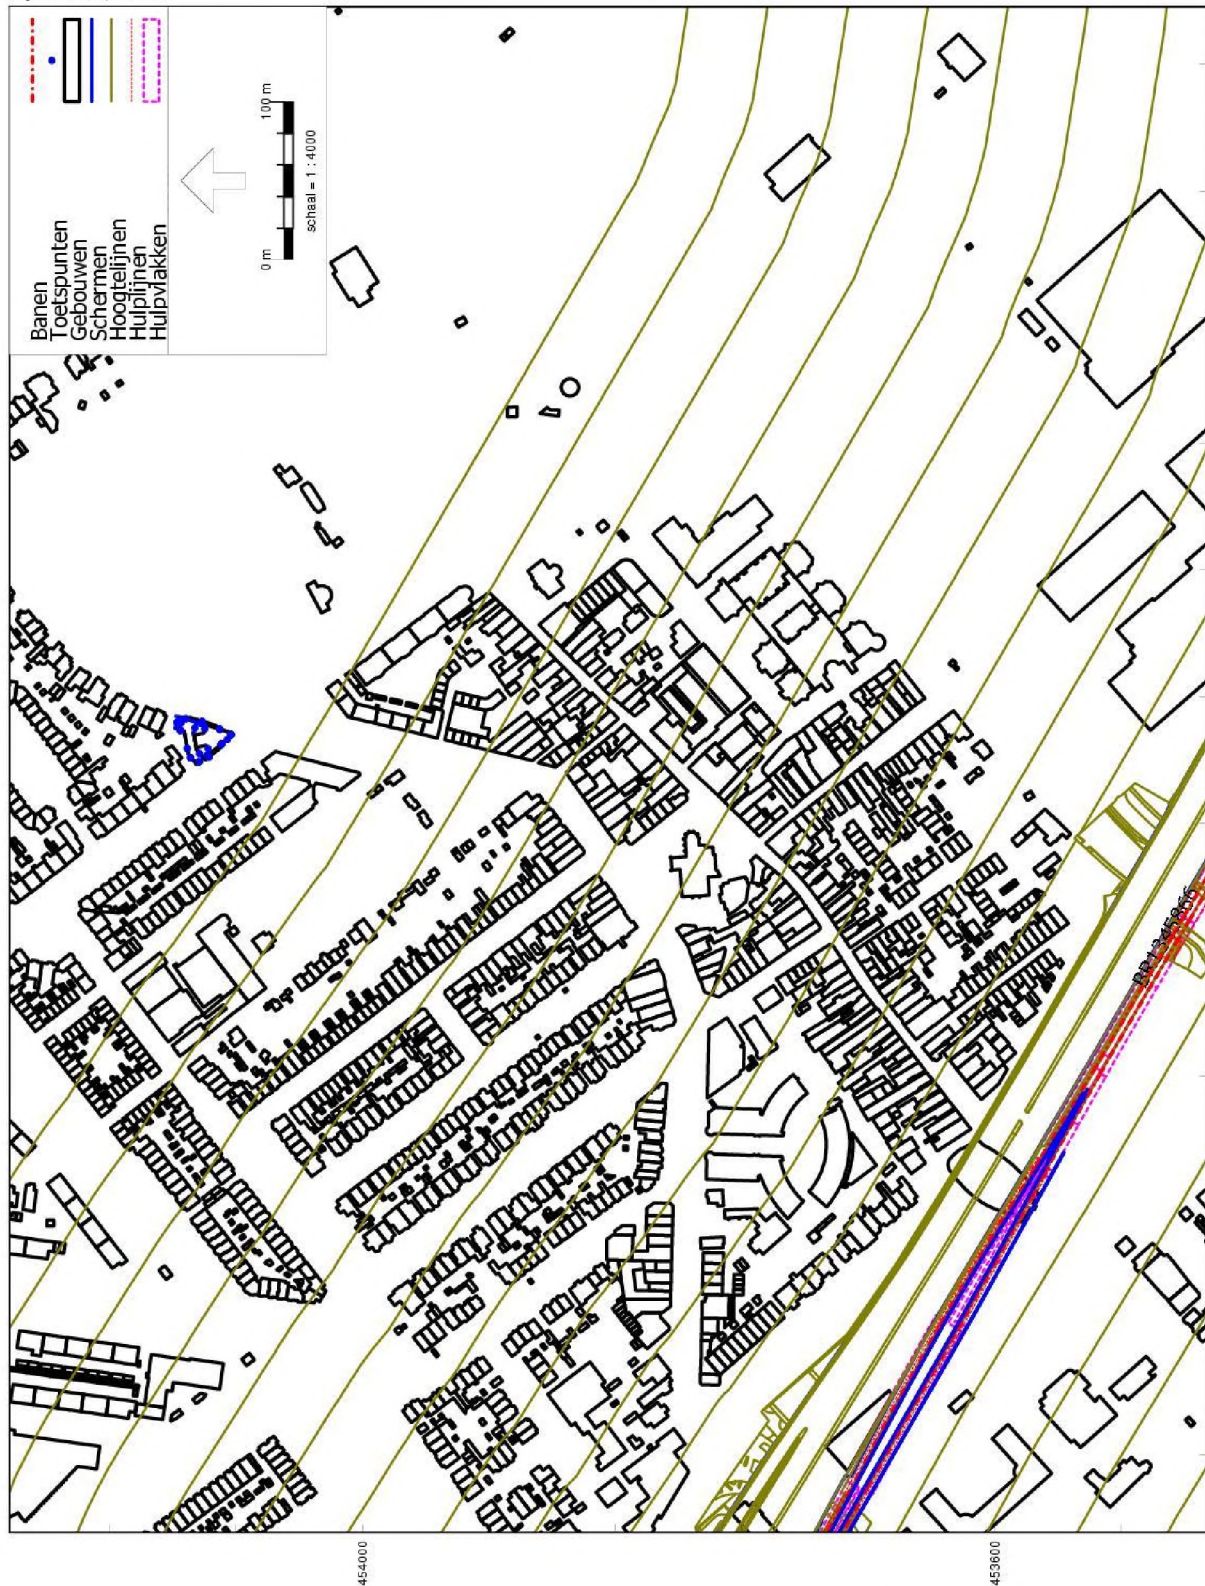 Banen
Toetspunten
Gebouwen
Schermen
Hoogtelijnen
Hulplijnen
Hulpvlakken
0 m
100 m
schaal = 1 : 4000
454000
453600